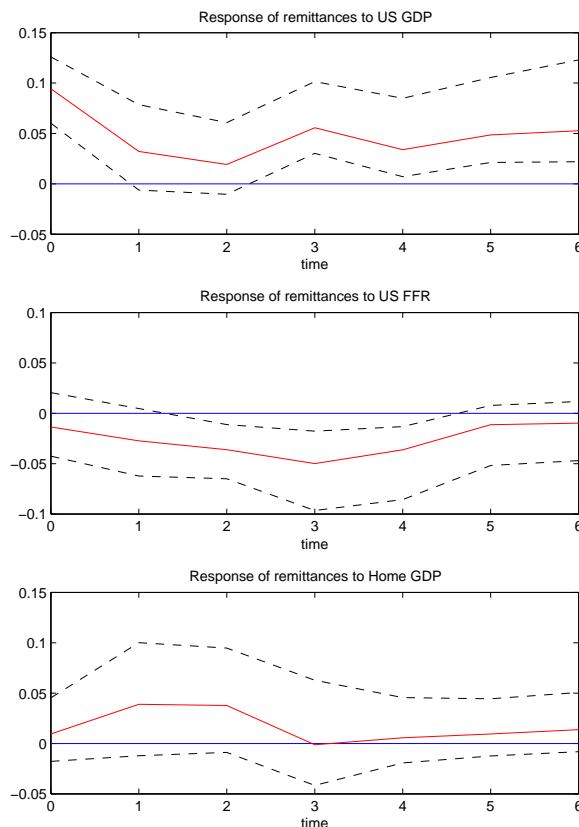 Response of remittances to US GDP
0.15
0.1
0.05
0
−0.05
0 1 2 3 4 5 6
time
Response of remittances to US FFR
0.1
0.05
0
−0.05
−0.1
0 1 2 3 4 5 6
time
Response of remittances to Home GDP
0.15
0.1
0.05
0
−0.05
0 1 2 3 4 5 6
time